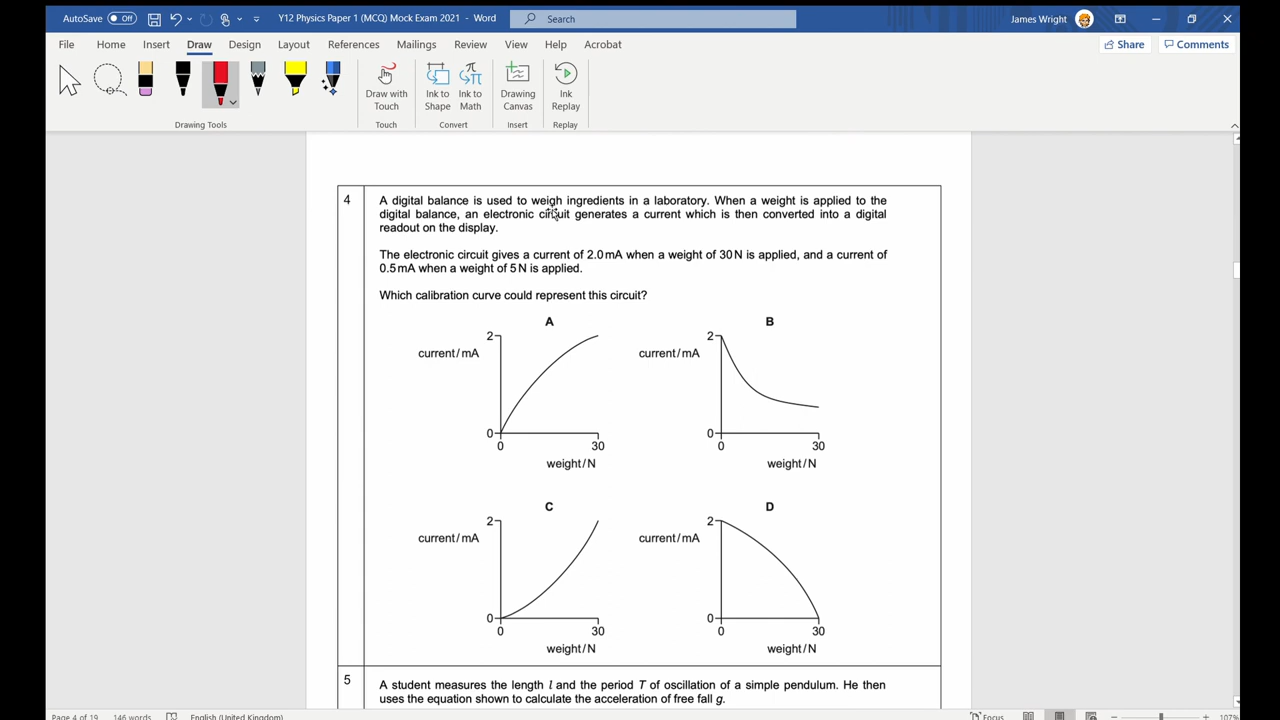 AutoSave Off Y12 Physics Paper 1 (MCQ) Mock Exam 2021 - Word Search James Wright
File Home Insert Draw Design Layout References Mailings Review View Help Acrobat Share Comments
Draw with Touch Ink to Shape Ink to Math Drawing Canvas Ink Replay
Drawing Tools Touch Convert Insert Replay
4 A digital balance is used to weigh ingredients in a laboratory. When a weight is applied to the
digital balance, an electronic circuit generates a current which is then converted into a digital
readout on the display.
The electronic circuit gives a current of 2.0 mA when a weight of 30 N is applied, and a current of
0.5 mA when a weight of 5 N is applied.
Which calibration curve could represent this circuit?
A
2
current / mA
0
0 30
weight / N
B
2
current / mA
0
0 30
weight / N
C
2
current / mA
0
0 30
weight / N
D
2
current / mA
0
0 30
weight / N
5 A student measures the length l and the period T of oscillation of a simple pendulum. He then
uses the equation shown to calculate the acceleration of free fall g.
Page 4 of 19 146 words English (United Kingdom) Focus 107%